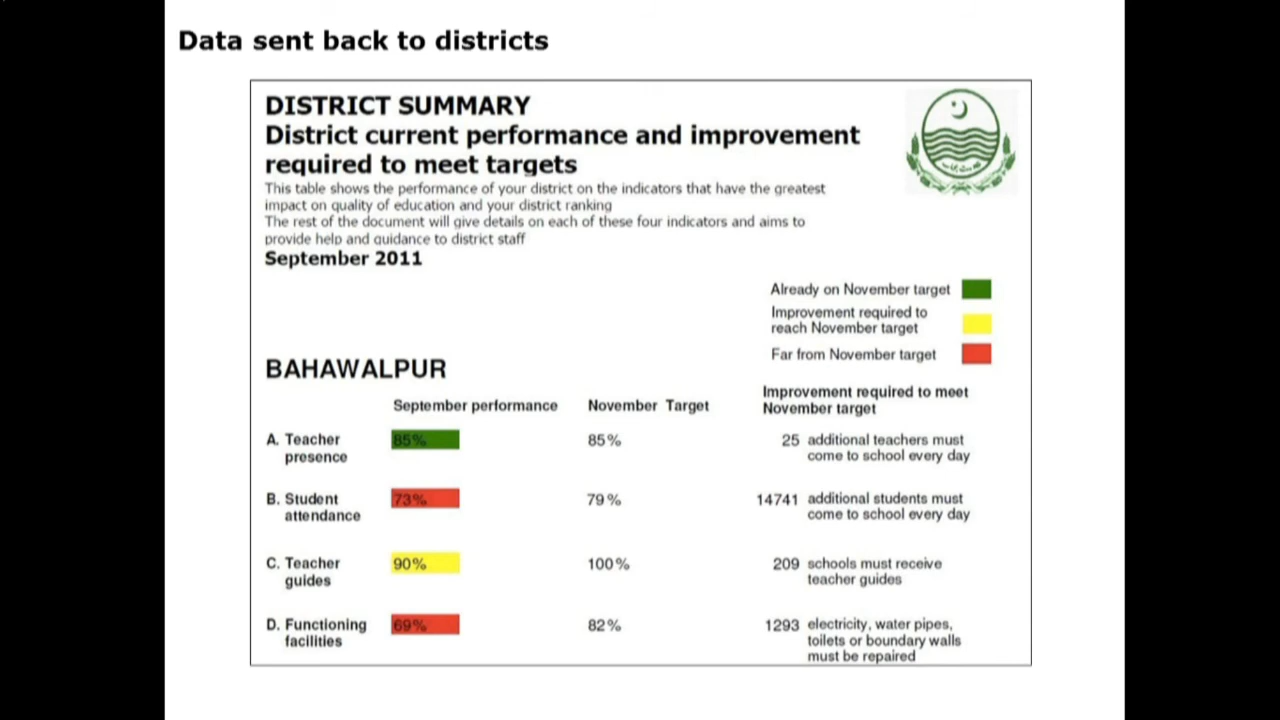 Data sent back to districts
DISTRICT SUMMARY
District current performance and improvement
required to meet targets
This table shows the performance of your district on the indicators that have the greatest
impact on quality of education and your district ranking
The rest of the document will give details on each of these four indicators and aims to
provide help and guidance to district staff
September 2011
Already on November target
Improvement required to
reach November target
Far from November target
BAHAWALPUR
September performance November Target Improvement required to meet
November target
A. Teacher 85% 85% 25 additional teachers must
presence come to school every day
B. Student 73% 79% 14741 additional students must
attendance come to school every day
C. Teacher 90% 100% 209 schools must receive
guides teacher guides
D. Functioning 69% 82% 1293 electricity, water pipes,
facilities toilets or boundary walls
must be repaired